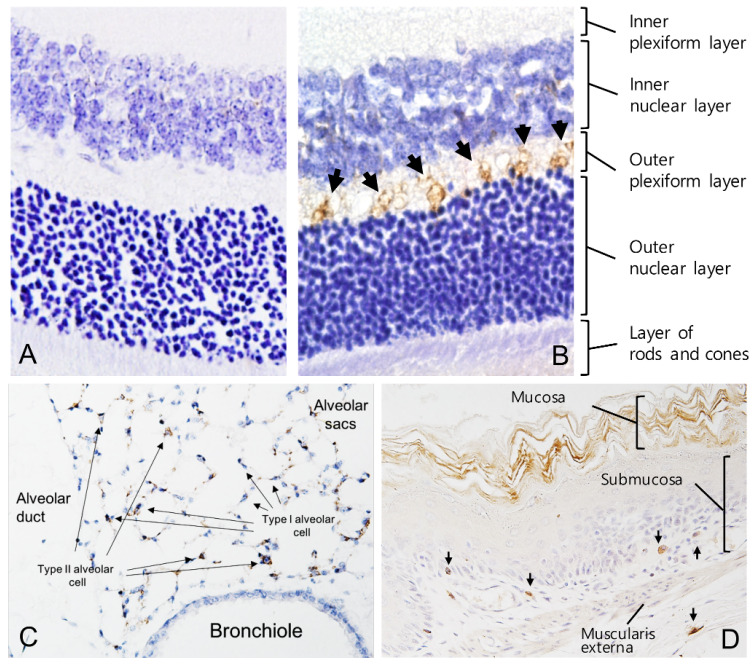 Inner
plexiform layer
Inner
nuclear layer
Outer
plexiform layer
Outer
nuclear layer
Layer of
rods and cones
A
B
Alveolar
sacs
Alveolar
duct
Type I alveolar
cell
Type II alveolar
cell
Bronchiole
C
Mucosa
Submucosa
Muscularis
externa
D